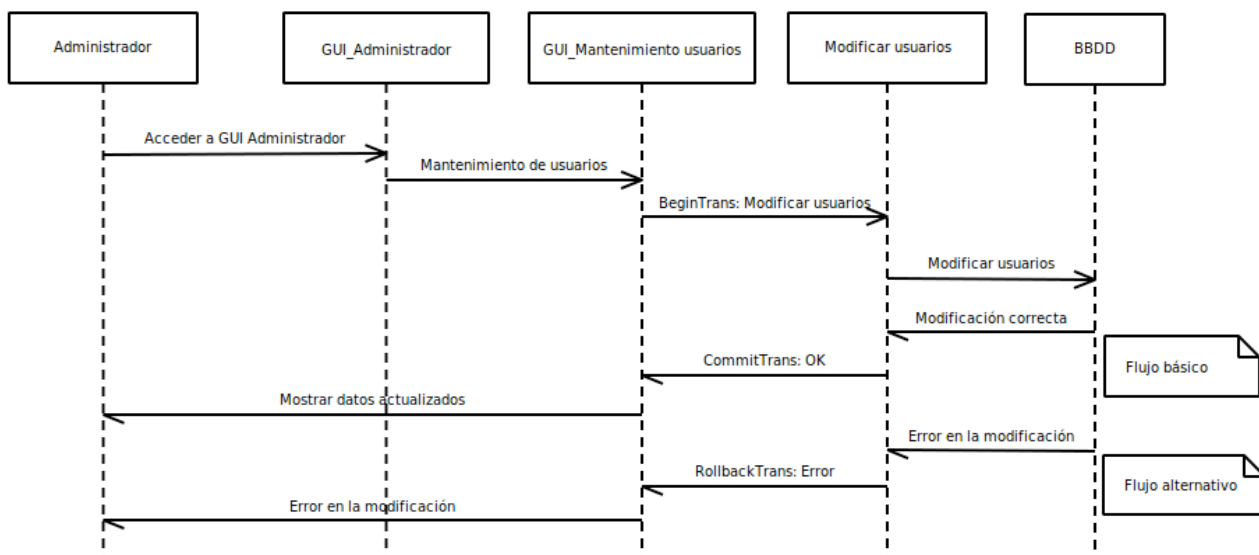 Administrador
GUI_Administrador
GUI_Mantenimiento usuarios
Modificar usuarios
BBDD
Acceder a GUI Administrador
Mantenimiento de usuarios
BeginTrans: Modificar usuarios
Modificar usuarios
Modificación correcta
CommitTrans: OK
Flujo básico
Mostrar datos actualizados
Error en la modificación
RollbackTrans: Error
Flujo alternativo
Error en la modificación